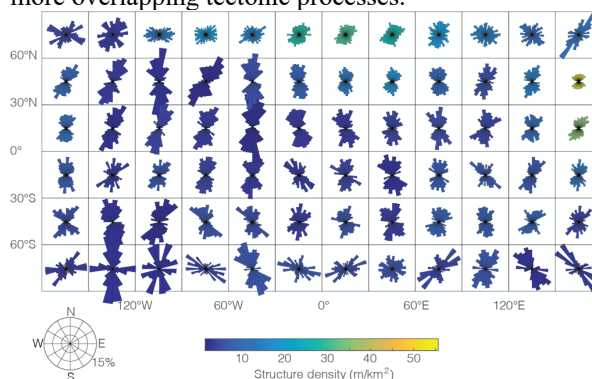 more overlapping tectonic processes.
60°N
30°N
0°
30°S
60°S
120°W 60°W 0° 60°E 120°E
N
W E
15%
S
10 20 30 40 50
Structure density (m/km²)